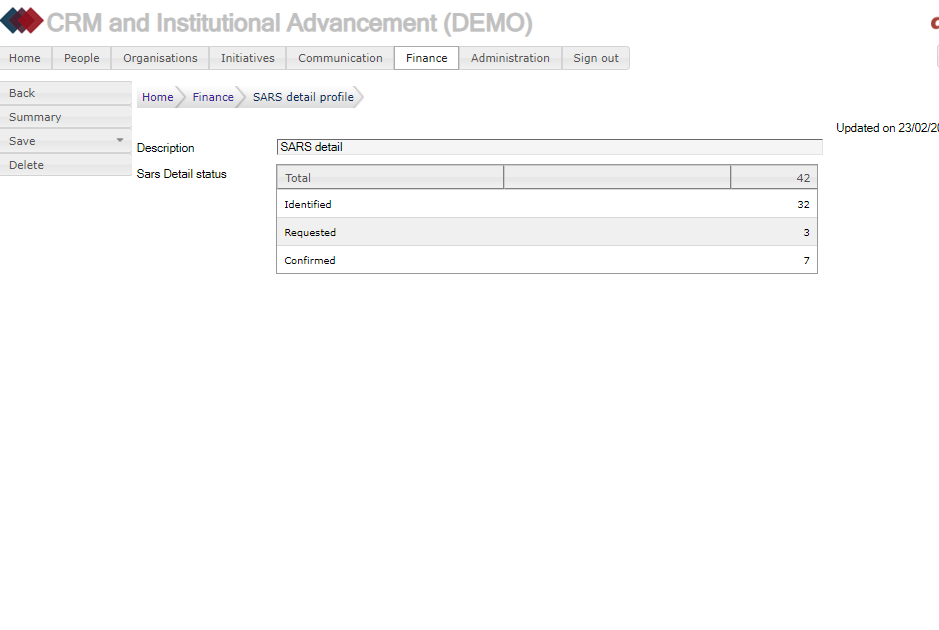 CRM and Institutional Advancement (DEMO)
Home People Organisations Initiatives Communication Finance Administration Sign out
Back
Summary
Save
Delete
Home Finance SARS detail profile
Updated on 23/02/20
Description SARS detail
Sars Detail status
Total 42
Identified 32
Requested 3
Confirmed 7